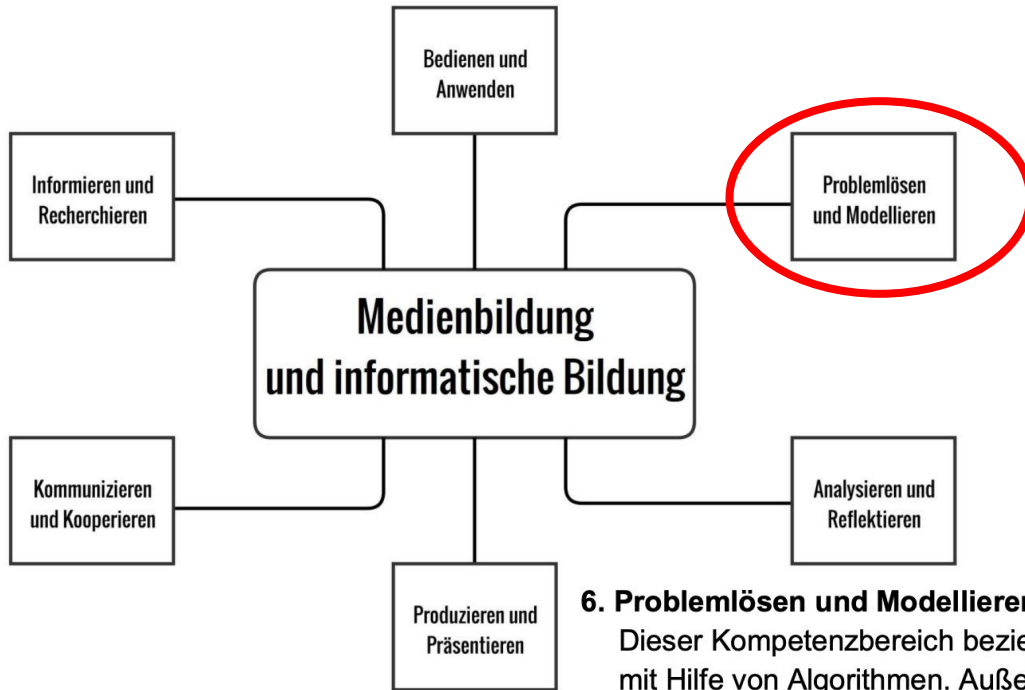 Bedienen und
Anwenden
Informieren und
Recherchieren
Problemlösen
und Modellieren
Medienbildung
und informatische Bildung
Kommunizieren
und Kooperieren
Analysieren und
Reflektieren
Produzieren und
Präsentieren
6. Problemlösen und Modellieren
Dieser Kompetenzbereich bezie
mit Hilfe von Algorithmen. Auße